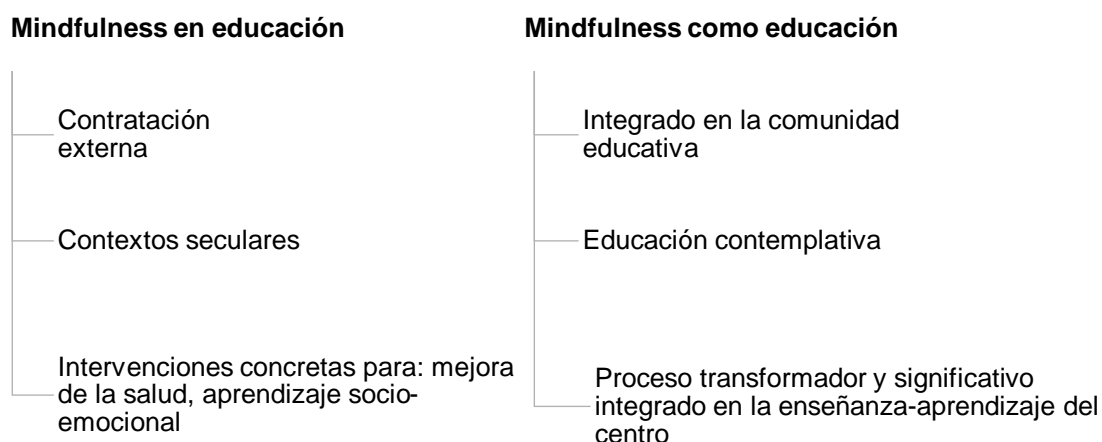 Mindfulness en educación
Contratación
externa
Contextos seculares
Intervenciones concretas para: mejora
de la salud, aprendizaje socio-
emocional
Mindfulness como educación
Integrado en la comunidad
educativa
Educación contemplativa
Proceso transformador y significativo
integrado en la enseñanza-aprendizaje del
centro